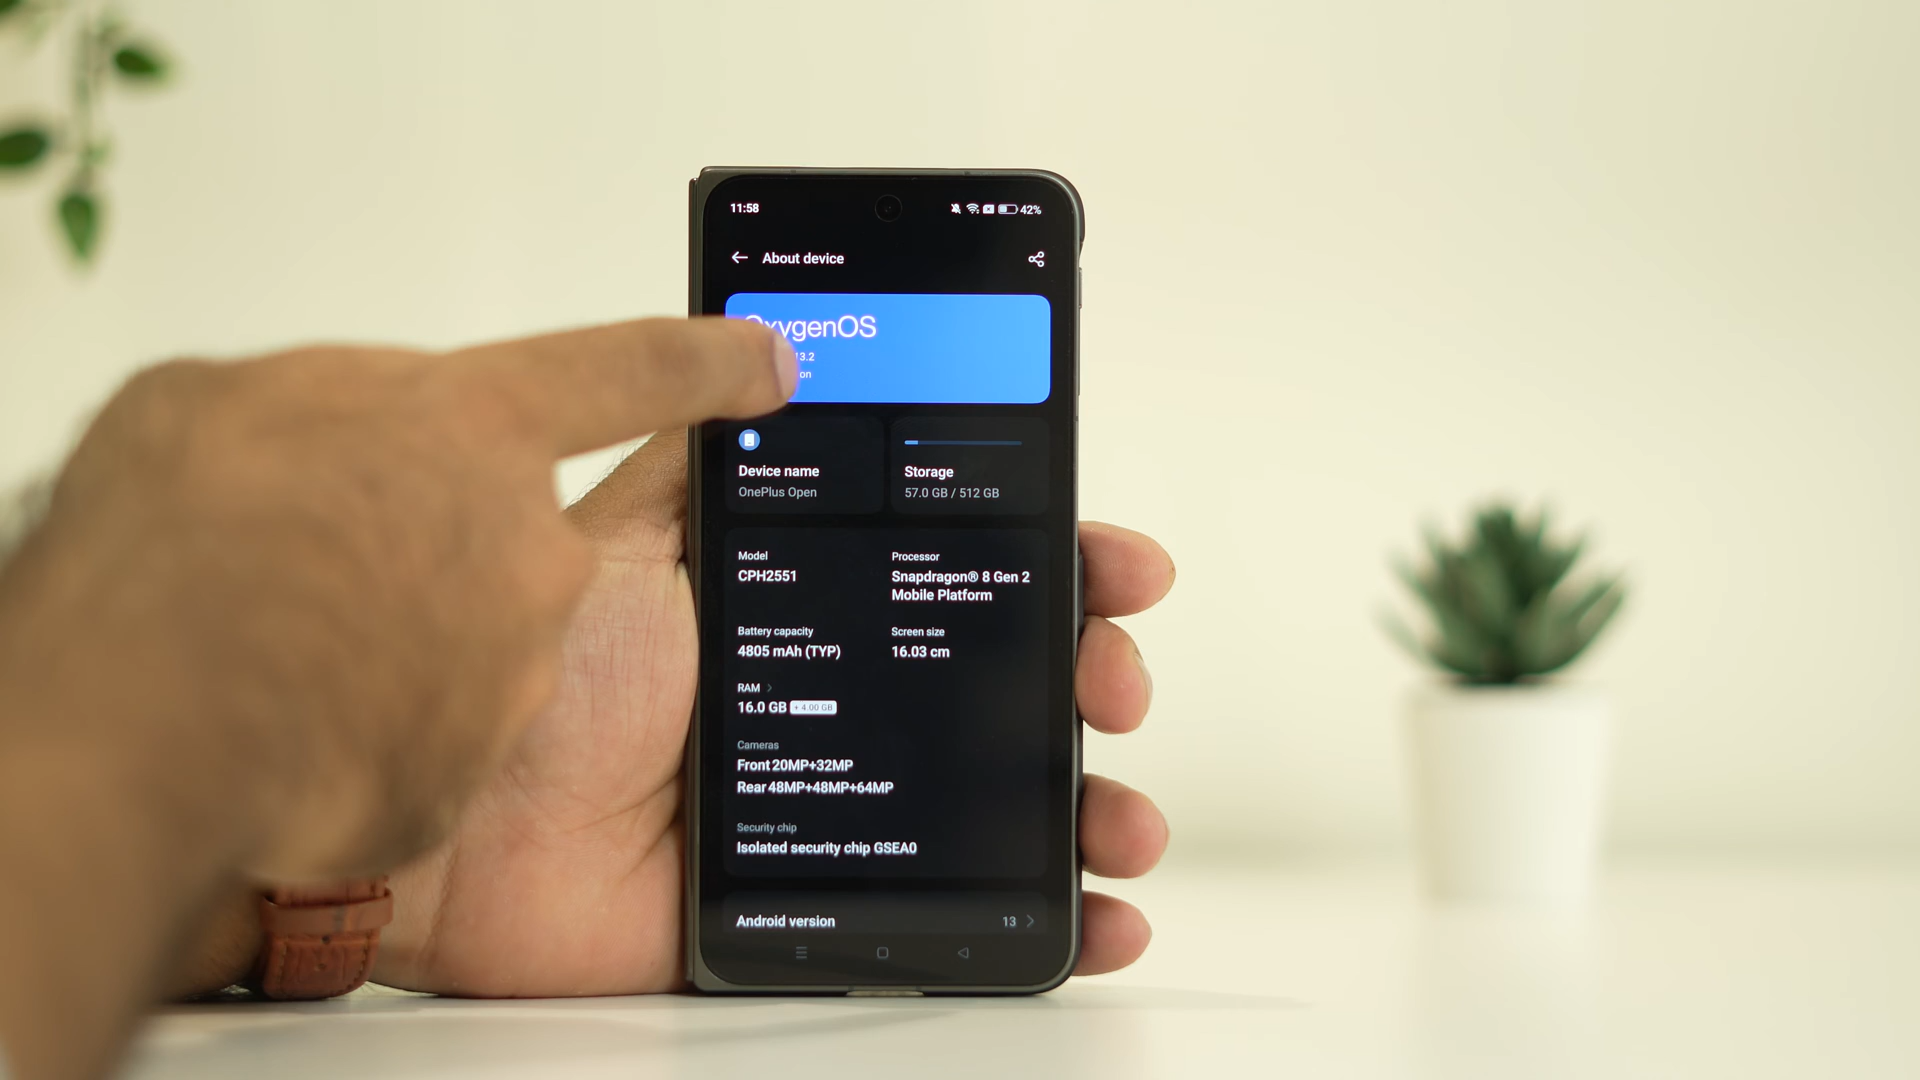 11:58 42%
About device
OxygenOS
13.2
on
Device name
OnePlus Open
Storage
57.0 GB / 512 GB
Model
CPH2551
Processor
Snapdragon® 8 Gen 2
Mobile Platform
Battery capacity
4805 mAh (TYP)
Screen size
16.03 cm
RAM >
16.0 GB + 4.00 GB
Cameras
Front 20MP+32MP
Rear 48MP+48MP+64MP
Security chip
Isolated security chip GSEA0
Android version 13 >